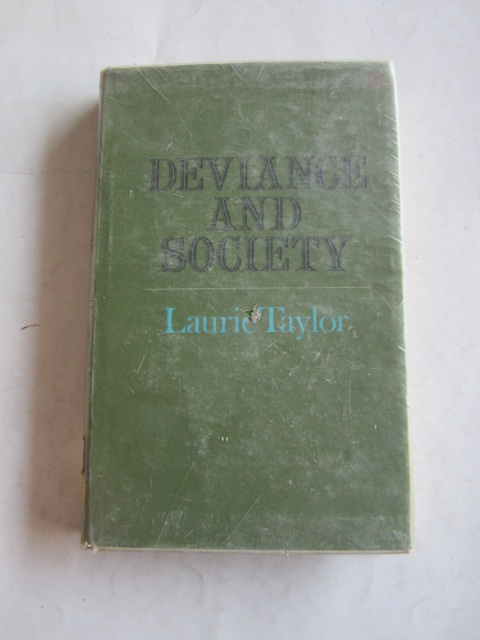 DEVIANCE
AND
SOCIETY
Laurie Taylor